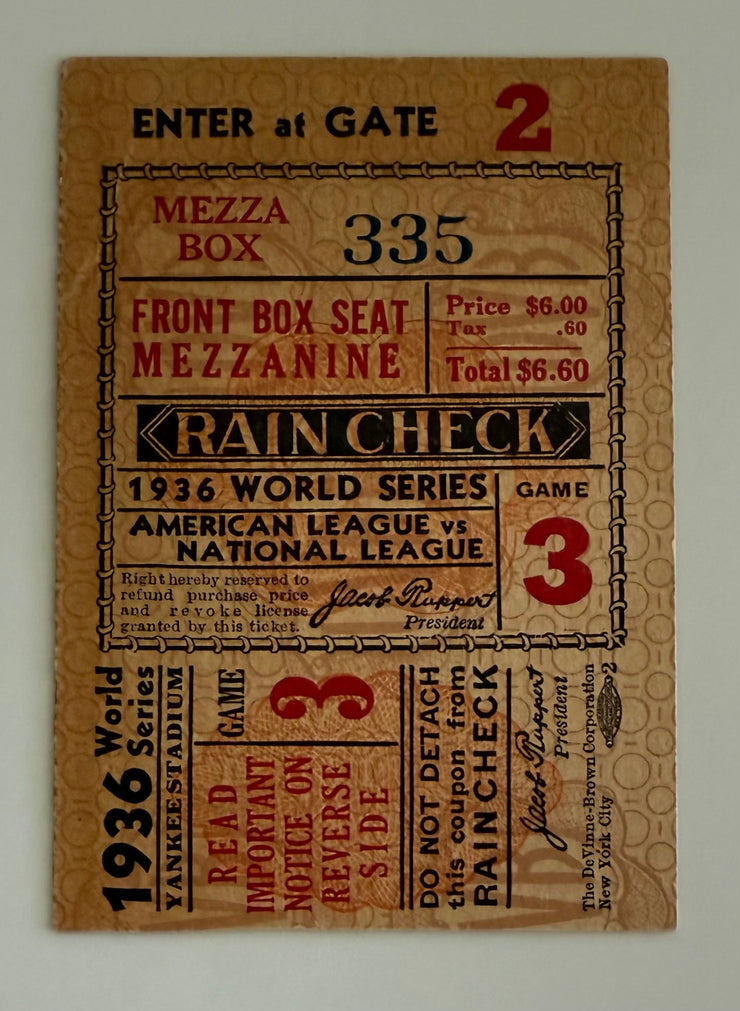 ENTER at GATE 2
MEZZA
BOX
335
FRONT BOX SEAT
MEZZANINE
Price $6.00
Tax .60
Total $6.60
RAIN CHECK
1936 WORLD SERIES
AMERICAN LEAGUE vs
NATIONAL LEAGUE
GAME
3
Right hereby reserved to
refund purchase price
and revoke license
granted by this ticket.
Jacob Ruppert
President
1936 World
Series
YANKEE STADIUM
GAME
3
READ
IMPORTANT
NOTICE ON
REVERSE
SIDE
DO NOT DETACH
this coupon from
RAIN CHECK
Jacob Ruppert
President
The DeVinne-Brown Corporation
New York City
2